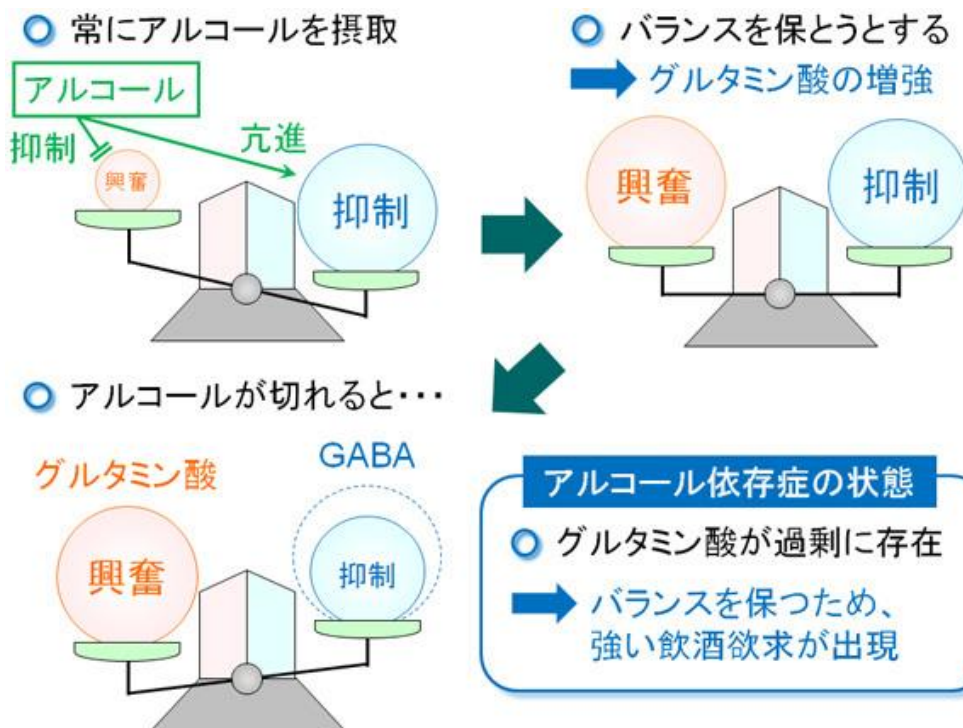 常にアルコールを摂取
アルコール
抑制
亢進
興奮
抑制
バランスを保とうとする
グルタミン酸の増強
興奮
抑制
アルコールが切れると・・・
グルタミン酸
GABA
興奮
抑制
アルコール依存症の状態
グルタミン酸が過剰に存在
バランスを保つため、
強い飲酒欲求が出現